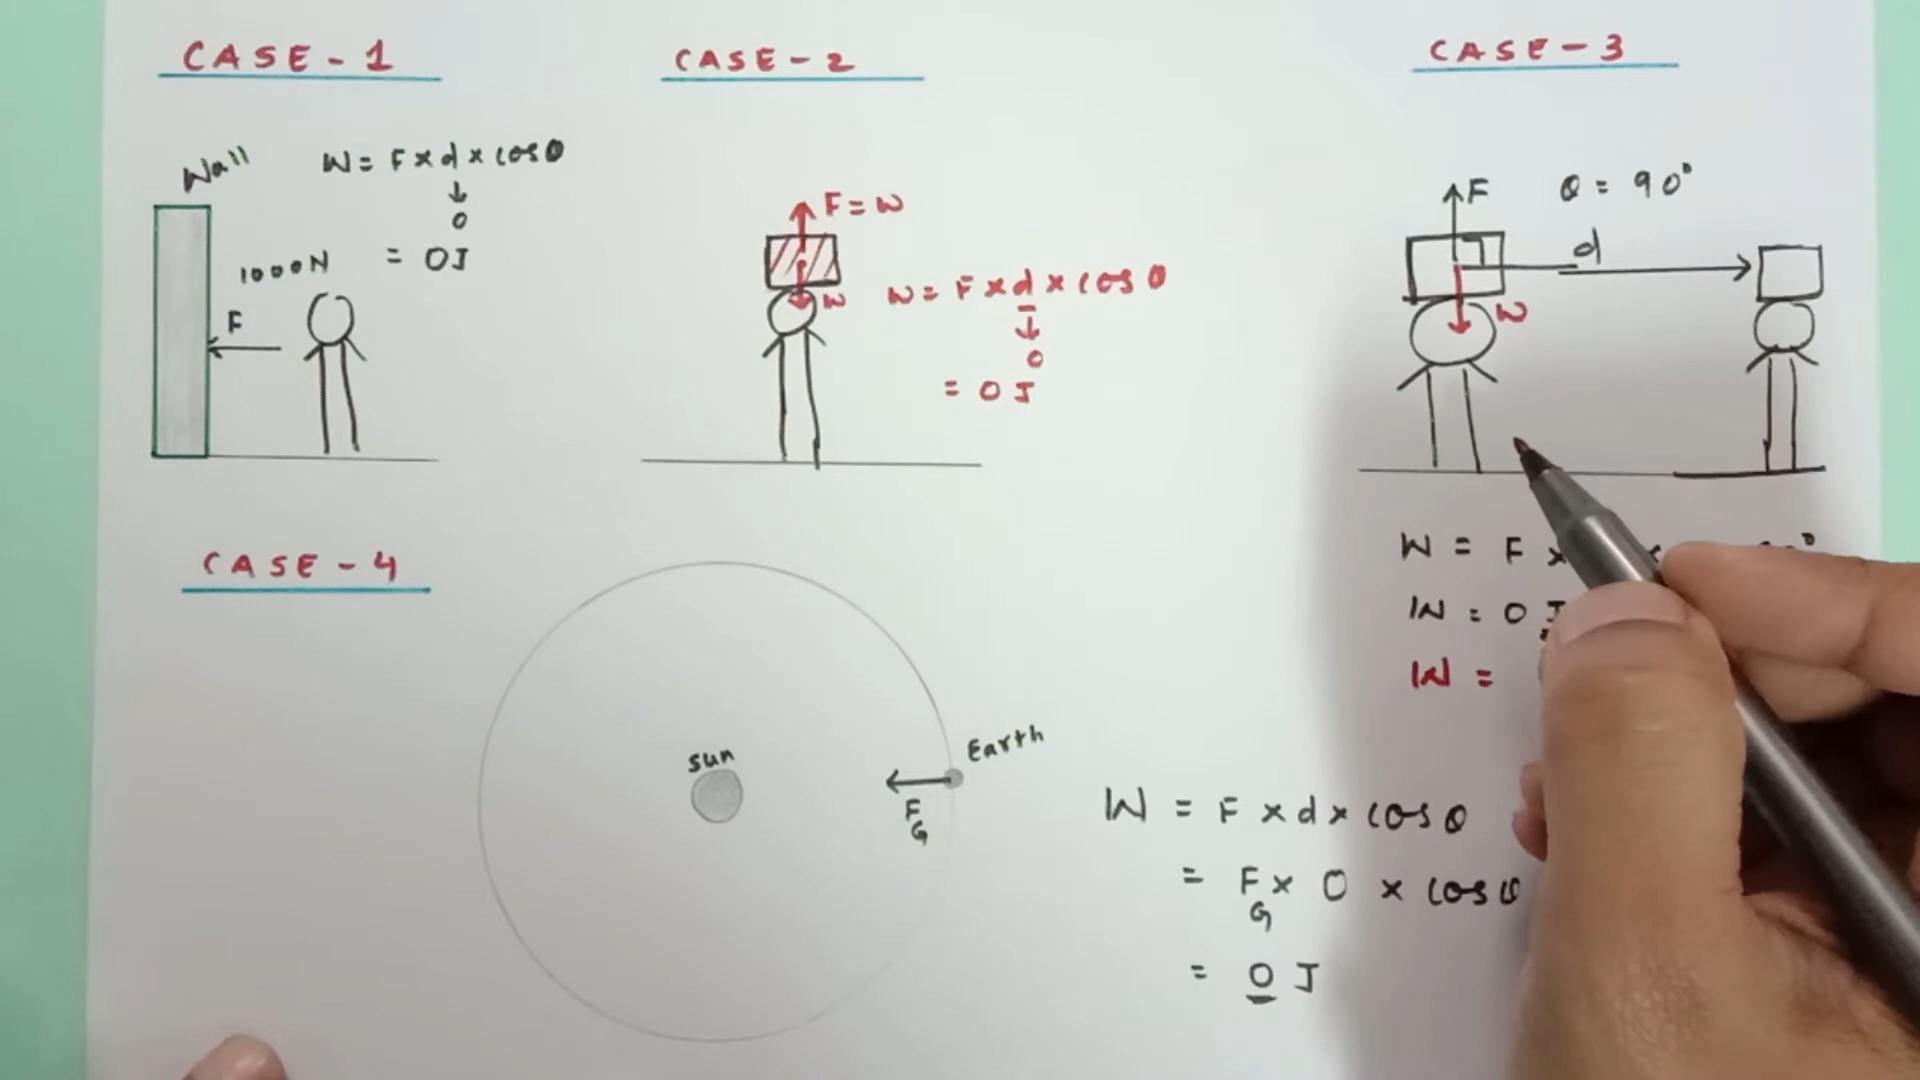 CASE - 1
Wall
W = F × d × cos θ
↓
0
= 0J
1000N
F
CASE - 2
F = W
W
W = F × d × cos θ
↓
0
= 0 J
CASE - 3
F
θ = 90°
d
W
W = F ×
W = 0 J
W =
CASE - 4
Sun
Earth
F
G
W = F × d × cos θ
= F × 0 × cos θ
G
= 0 J